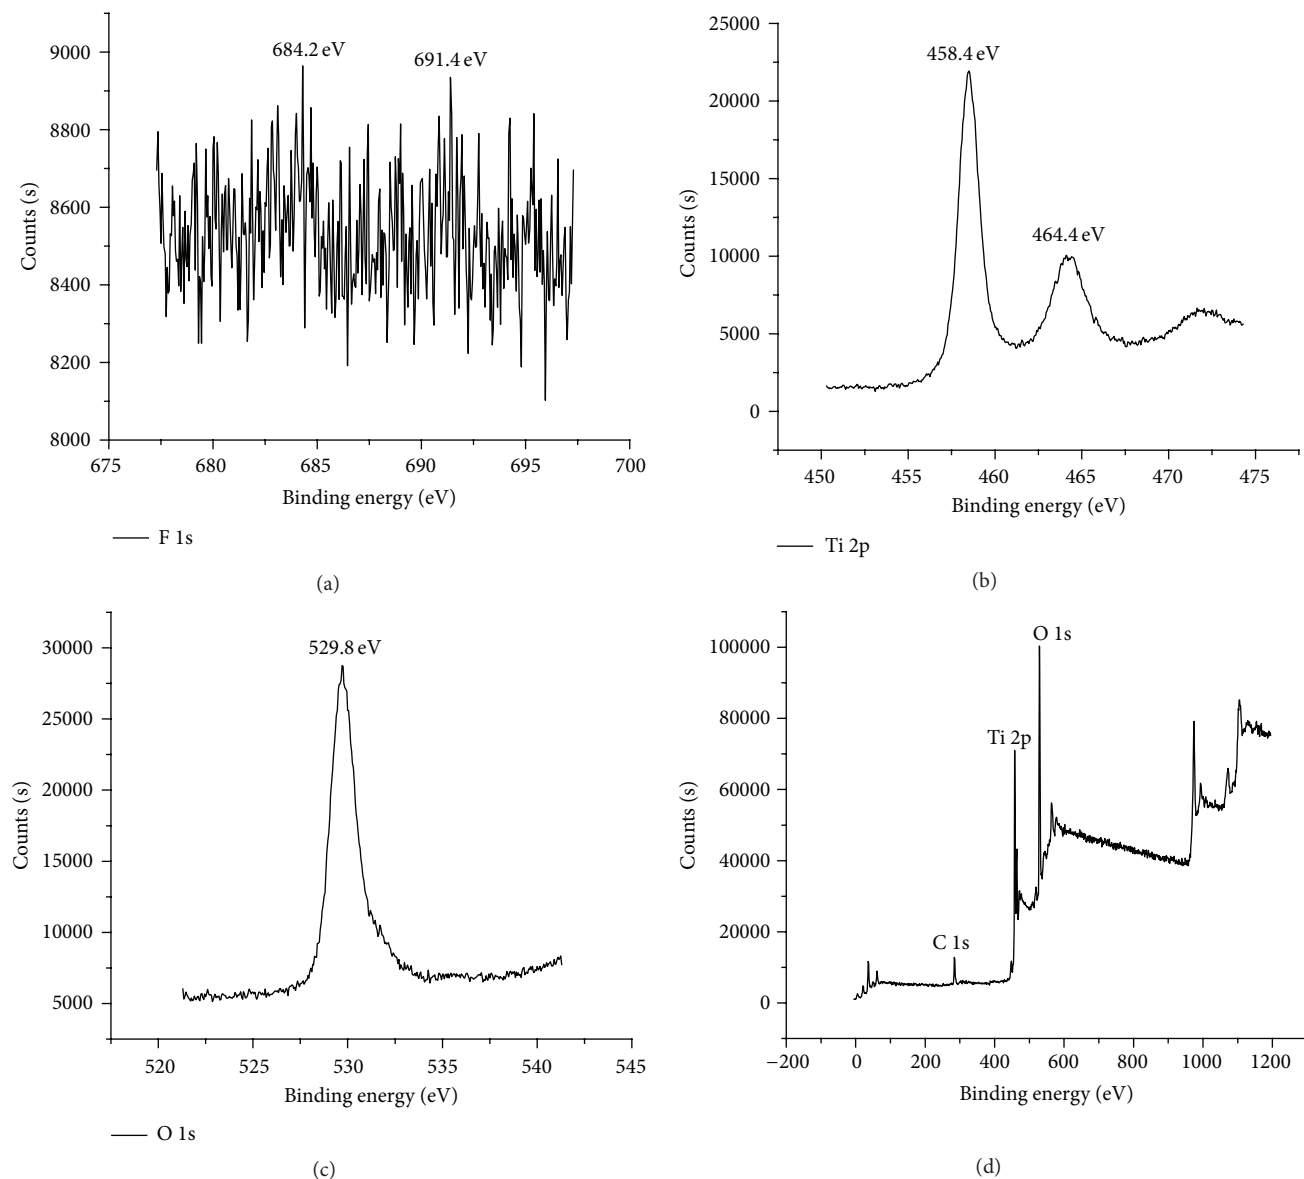 684.2 eV
691.4 eV
9000
8800
8600
8400
8200
8000
Counts (s)
675 680 685 690 695 700
Binding energy (eV)
F 1s
(a)
458.4 eV
464.4 eV
25000
20000
15000
10000
5000
0
Counts (s)
450 455 460 465 470 475
Binding energy (eV)
Ti 2p
(b)
529.8 eV
30000
25000
20000
15000
10000
5000
Counts (s)
520 525 530 535 540 545
Binding energy (eV)
O 1s
(c)
O 1s
Ti 2p
C 1s
100000
80000
60000
40000
20000
0
Counts (s)
−200 0 200 400 600 800 1000 1200
Binding energy (eV)
(d)